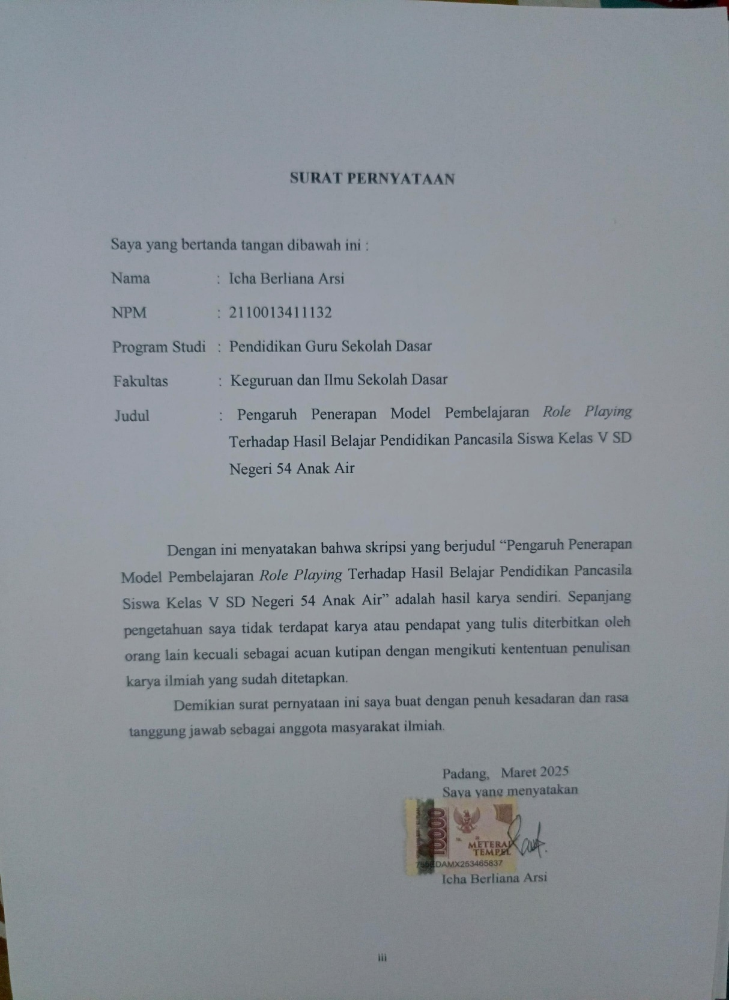 SURAT PERNYATAAN
Saya yang bertanda tangan dibawah ini :
Nama : Icha Berliana Arsi
NPM : 2110013411132
Program Studi : Pendidikan Guru Sekolah Dasar
Fakultas : Keguruan dan Ilmu Sekolah Dasar
Judul : Pengaruh Penerapan Model Pembelajaran Role Playing
Terhadap Hasil Belajar Pendidikan Pancasila Siswa Kelas V SD
Negeri 54 Anak Air
Dengan ini menyatakan bahwa skripsi yang berjudul “Pengaruh Penerapan
Model Pembelajaran Role Playing Terhadap Hasil Belajar Pendidikan Pancasila
Siswa Kelas V SD Negeri 54 Anak Air” adalah hasil karya sendiri. Sepanjang
pengetahuan saya tidak terdapat karya atau pendapat yang tulis diterbitkan oleh
orang lain kecuali sebagai acuan kutipan dengan mengikuti kententuan penulisan
karya ilmiah yang sudah ditetapkan.
Demikian surat pernyataan ini saya buat dengan penuh kesadaran dan rasa
tanggung jawab sebagai anggota masyarakat ilmiah.
Padang, Maret 2025
Saya yang menyatakan
10000
METERAI
TEMPEL
DAMX253465837
Icha Berliana Arsi
iii